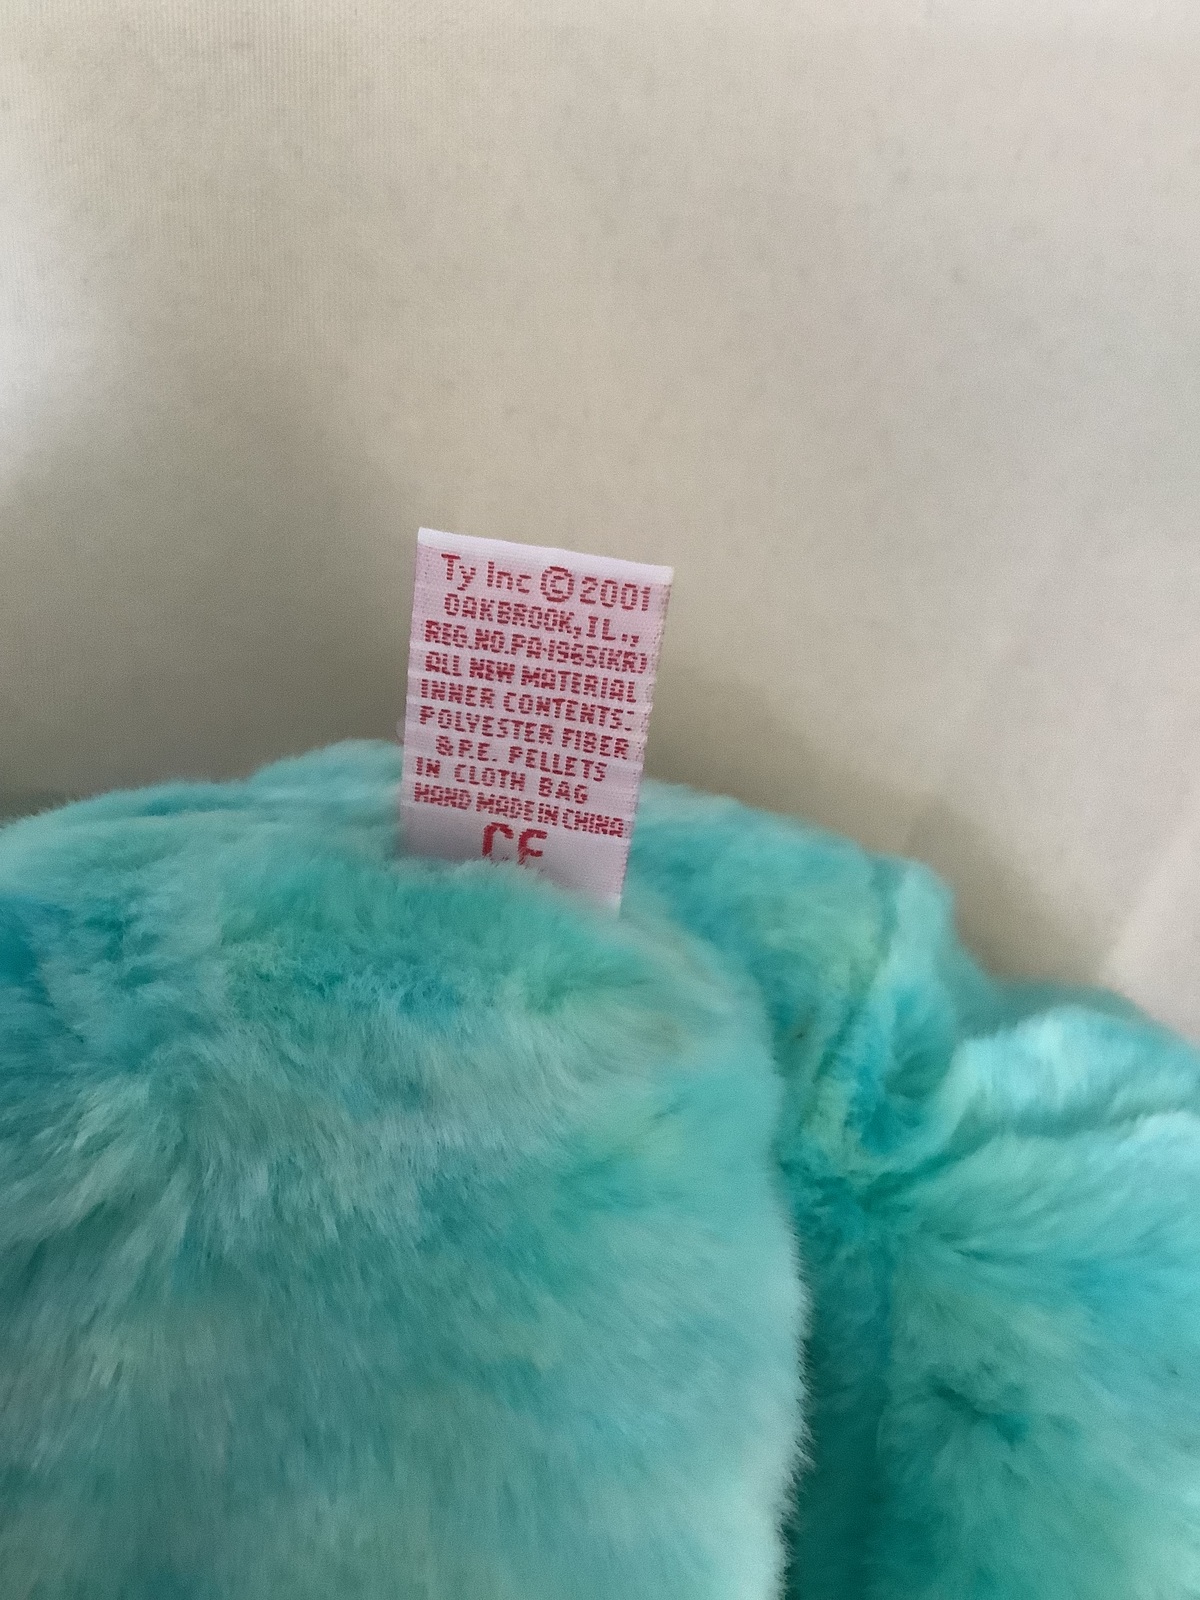 Ty Inc © 2001
OAKBROOK, IL.,
REG.NO.PA-1965(KR)
ALL NEW MATERIAL
INNER CONTENTS:
POLYESTER FIBER
& P.E. PELLETS
IN CLOTH BAG
HAND MADE IN CHINA
CE